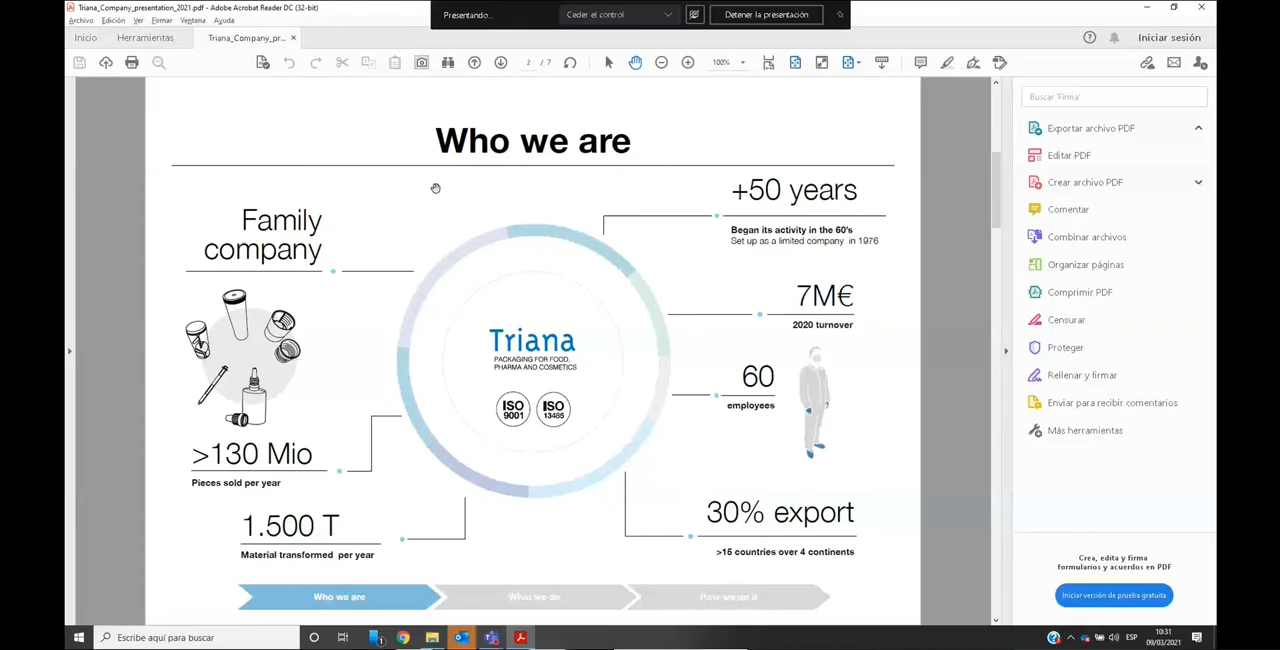 Triana_Company_presentation_2021.pdf - Adobe Acrobat Reader DC (32-bit)
Presentando...
Ceder el control
Detener la presentación
Archivo Edición Ver Firmar Ventana Ayuda
Inicio
Herramientas
Triana_Company_pr... ×
Iniciar sesión
2 / 7
100%
Buscar 'Firma'
Exportar archivo PDF
Editar PDF
Crear archivo PDF
Comentar
Combinar archivos
Organizar páginas
Comprimir PDF
Censurar
Proteger
Rellenar y firmar
Enviar para recibir comentarios
Más herramientas
Crea, edita y firma
formularios y acuerdos en PDF
Iniciar versión de prueba gratuita
Who we are
Family
company
+50 years
Began its activity in the 60's
Set up as a limited company in 1976
7M€
2020 turnover
60
employees
Triana
PACKAGING FOR FOOD,
PHARMA AND COSMETICS
ISO
9001
ISO
13485
>130 Mio
Pieces sold per year
1.500 T
Material transformed per year
30% export
>15 countries over 4 continents
Who we are
What we do
How we do it
Escribe aquí para buscar
ESP
10:31
09/03/2021